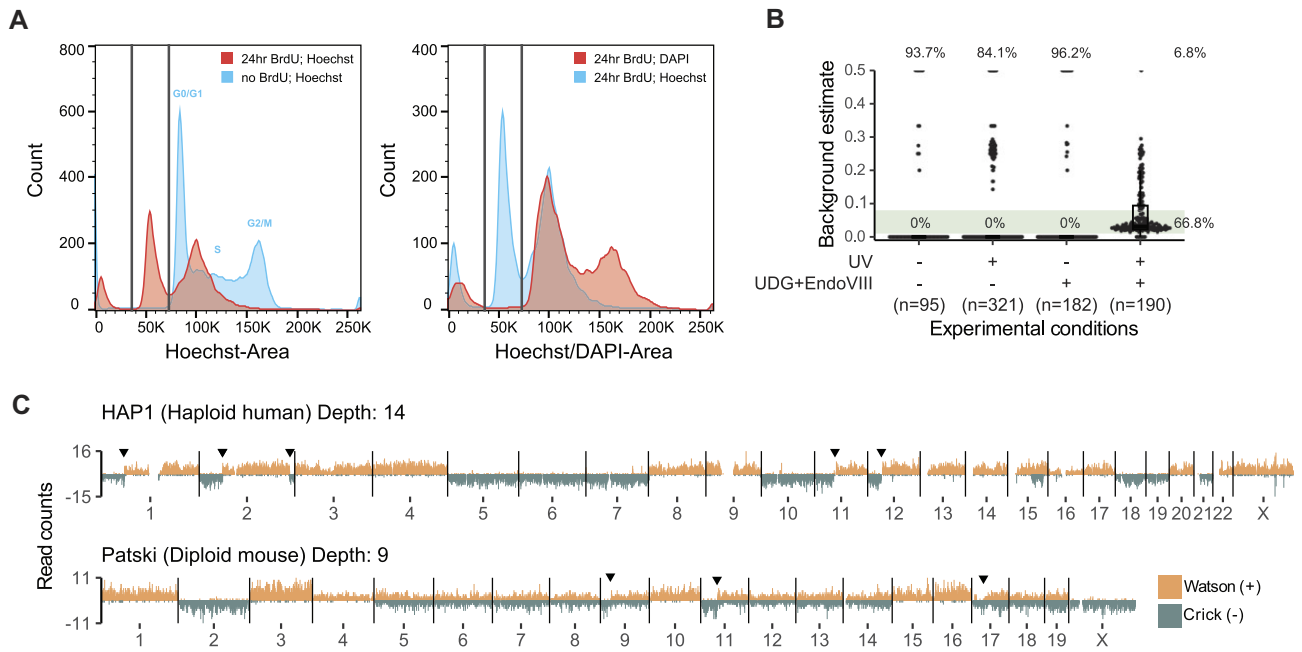 A
800
600
400
200
0
0
50K
100K
150K
200K
250K
Count
Hoechst-Area
24hr BrdU; Hoechst
no BrdU; Hoechst
G0/G1
S
G2/M
400
300
200
100
0
0
50K
100K
150K
200K
250K
Count
Hoechst/DAPI-Area
24hr BrdU; DAPI
24hr BrdU; Hoechst
B
93.7% 84.1% 96.2% 6.8%
0.5
0.4
0.3
0.2
0.1
0.0
Background estimate
0% 0% 0% 66.8%
UV - + - +
UDG+EndoVIII - - + +
(n=95) (n=321) (n=182) (n=190)
Experimental conditions
C
HAP1 (Haploid human) Depth: 14
16
-15
1 2 3 4 5 6 7 8 9 10 11 12 13 14 15 16 17 18 19 20 21 22 X
Read counts
Patski (Diploid mouse) Depth: 9
11
-11
1 2 3 4 5 6 7 8 9 10 11 12 13 14 15 16 17 18 19 X
Watson (+)
Crick (-)